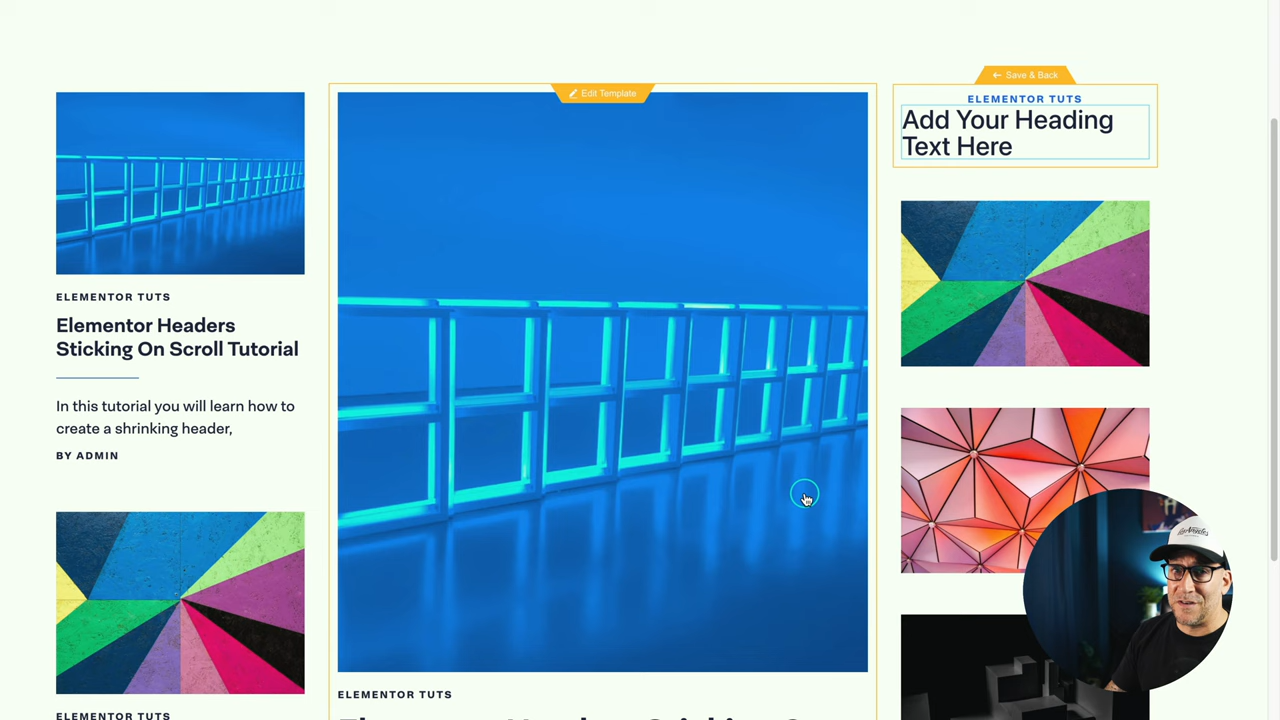 ELEMENTOR TUTS
Elementor Headers
Sticking On Scroll Tutorial
In this tutorial you will learn how to
create a shrinking header,
BY ADMIN
ELEMENTOR TUTS
Edit Template
ELEMENTOR TUTS
Save & Back
ELEMENTOR TUTS
Add Your Heading
Text Here